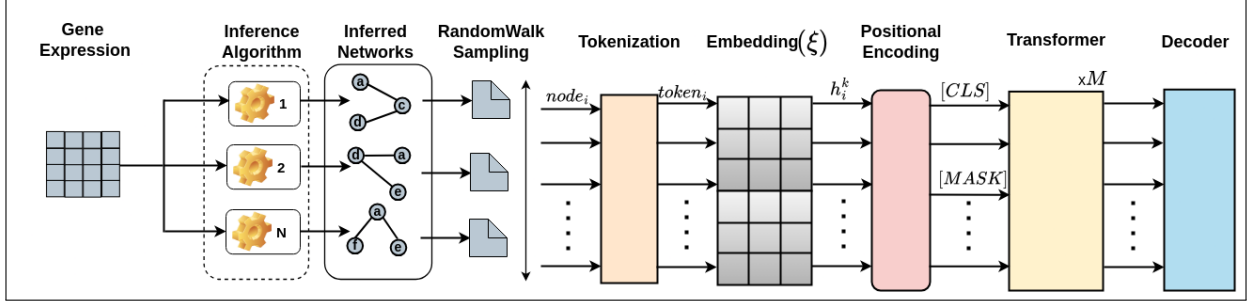 Gene
Expression
Inference
Algorithm
Inferred
Networks
RandomWalk
Sampling
Tokenization
Embedding(ξ)
Positional
Encoding
Transformer
Decoder
1
2
N
a
c
d
d
a
e
a
f
e
node_i
token_i
h_i^k
[CLS]
[MASK]
xM